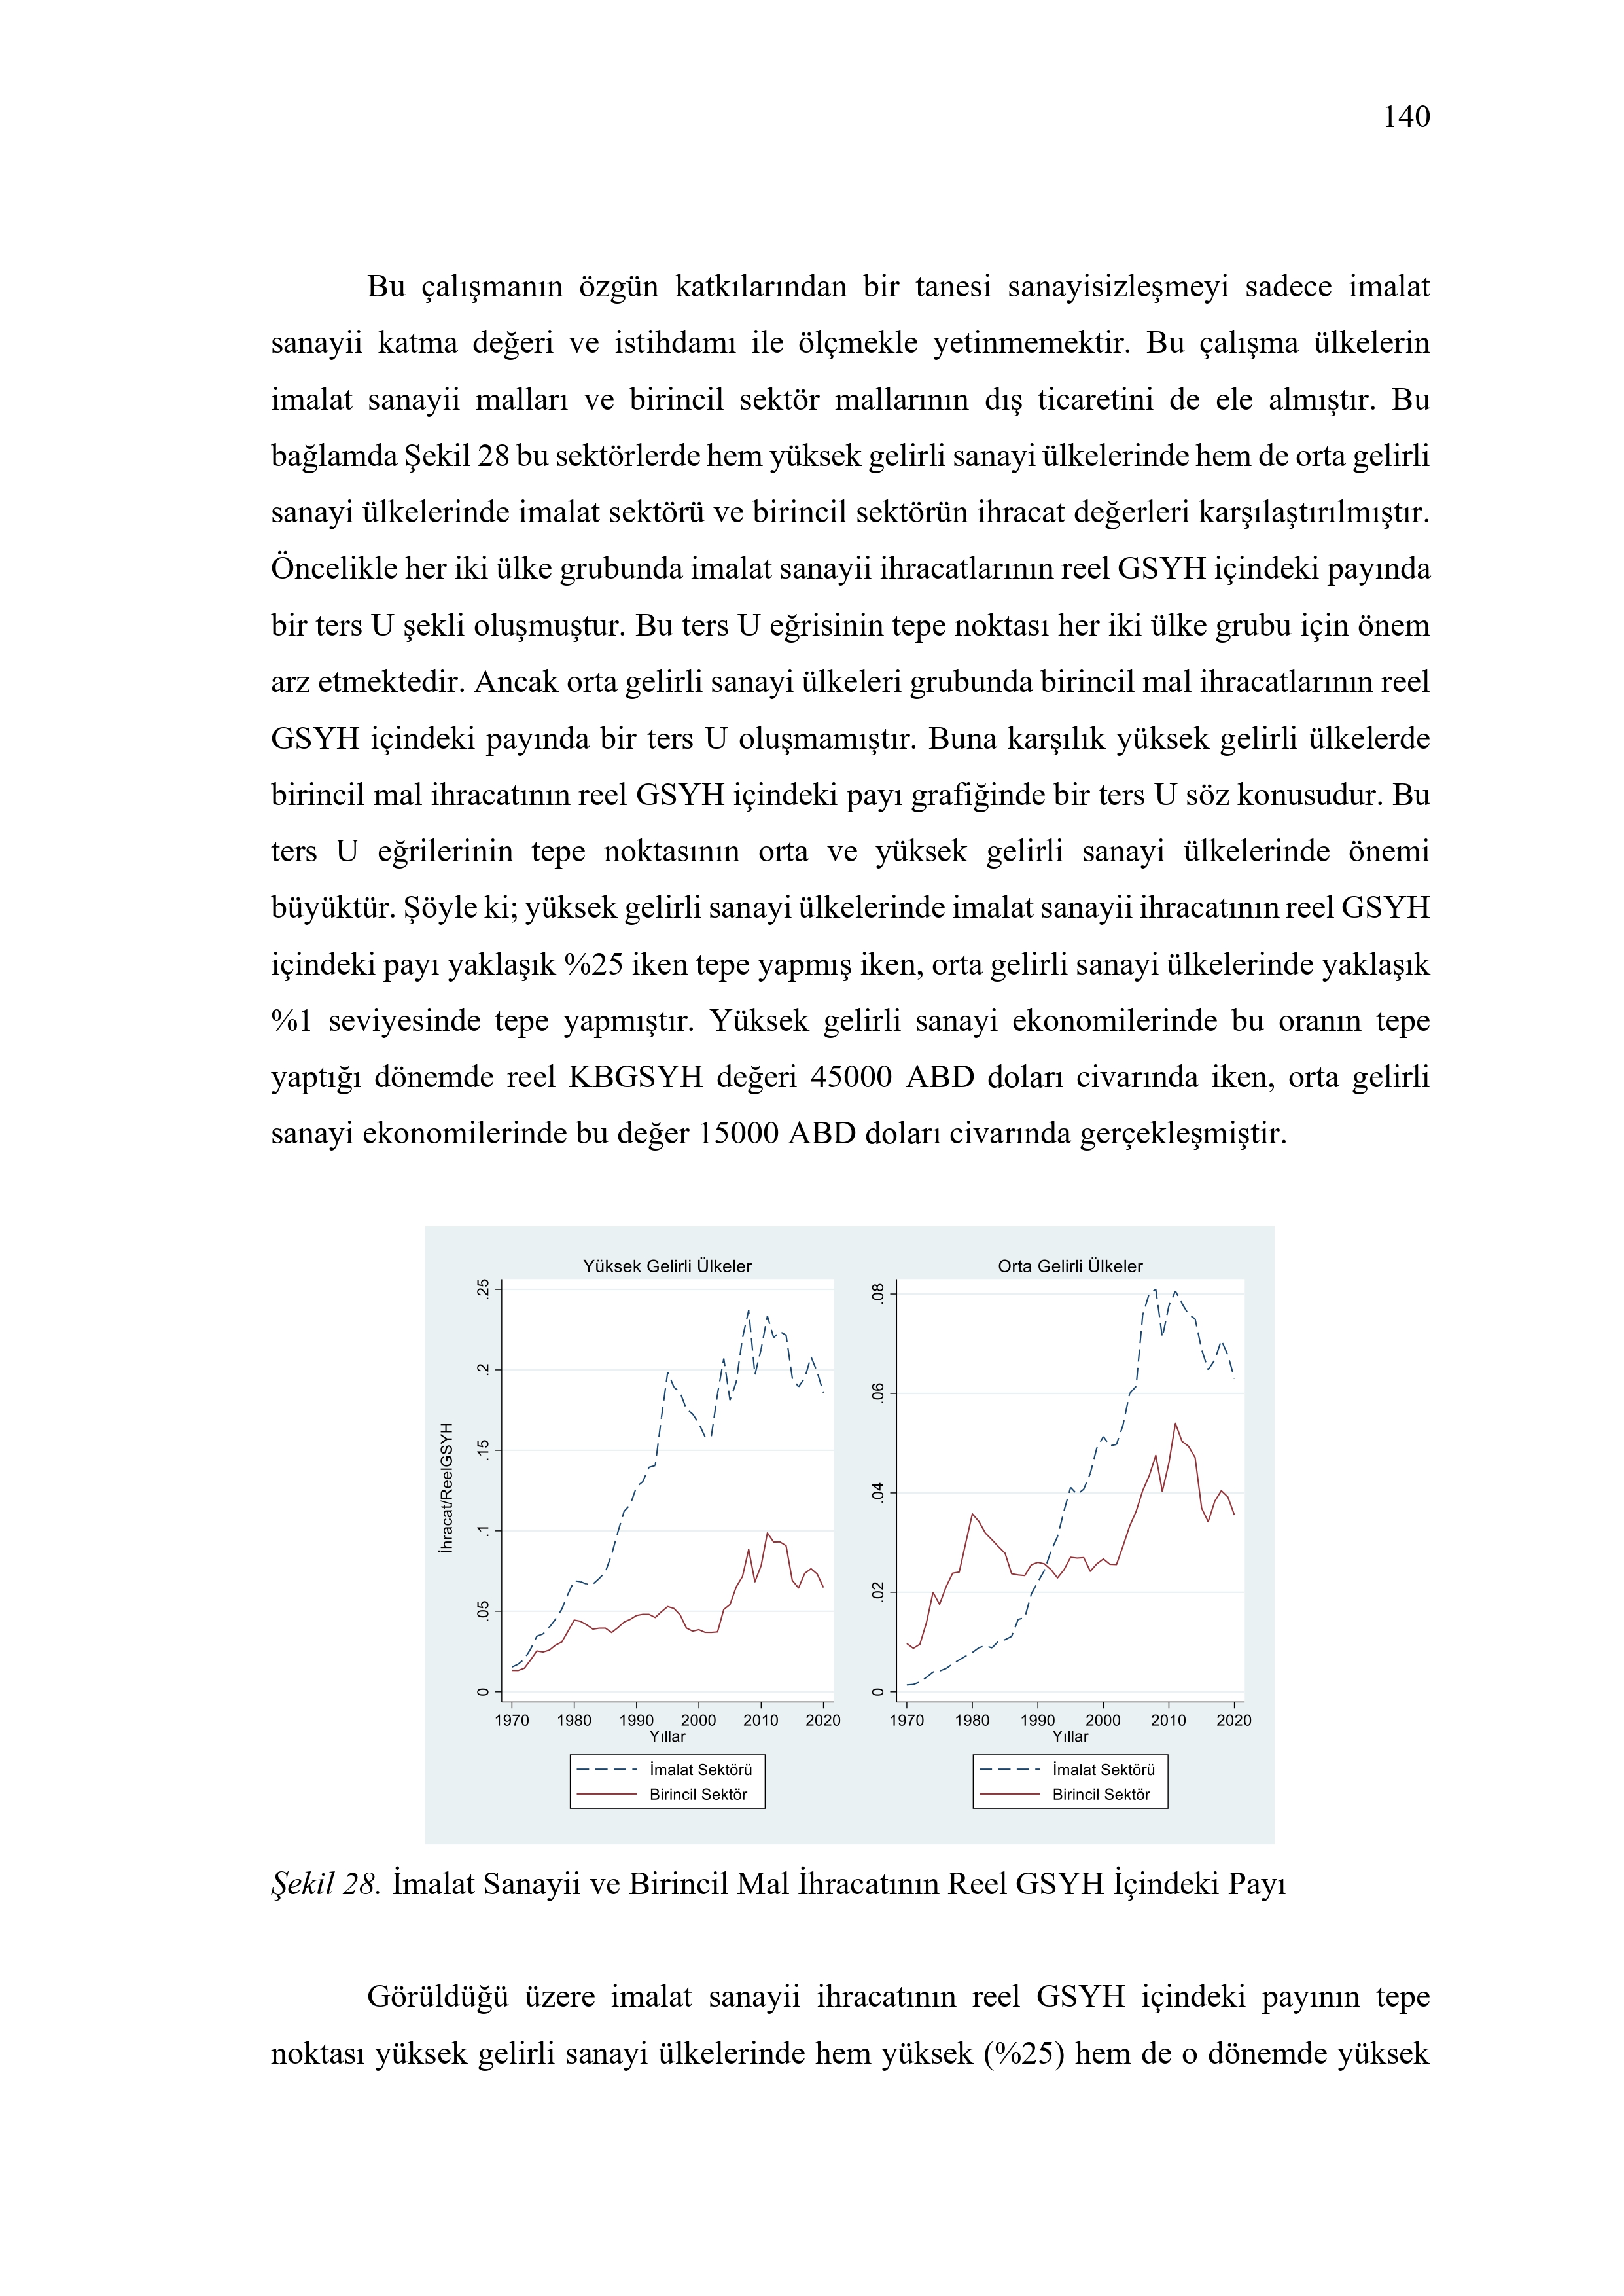 140
Bu çalışmanın özgün katkılarından bir tanesi sanayisizleşmeyi sadece imalat
sanayii katma değeri ve istihdamı ile ölçmekle yetinmemektir. Bu çalışma ülkelerin
imalat sanayii malları ve birincil sektör mallarının dış ticaretini de ele almıştır. Bu
bağlamda Şekil 28 bu sektörlerde hem yüksek gelirli sanayi ülkelerinde hem de orta gelirli
sanayi ülkelerinde imalat sektörü ve birincil sektörün ihracat değerleri karşılaştırılmıştır.
Öncelikle her iki ülke grubunda imalat sanayii ihracatlarının reel GSYH içindeki payında
bir ters U şekli oluşmuştur. Bu ters U eğrisinin tepe noktası her iki ülke grubu için önem
arz etmektedir. Ancak orta gelirli sanayi ülkeleri grubunda birincil mal ihracatlarının reel
GSYH içindeki payında bir ters U oluşmamıştır. Buna karşılık yüksek gelirli ülkelerde
birincil mal ihracatının reel GSYH içindeki payı grafiğinde bir ters U söz konusudur. Bu
ters U eğrilerinin tepe noktasının orta ve yüksek gelirli sanayi ülkelerinde önemi
büyüktür. Şöyle ki; yüksek gelirli sanayi ülkelerinde imalat sanayii ihracatının reel GSYH
içindeki payı yaklaşık %25 iken tepe yapmış iken, orta gelirli sanayi ülkelerinde yaklaşık
%1 seviyesinde tepe yapmıştır. Yüksek gelirli sanayi ekonomilerinde bu oranın tepe
yaptığı dönemde reel KBGSYH değeri 45000 ABD doları civarında iken, orta gelirli
sanayi ekonomilerinde bu değer 15000 ABD doları civarında gerçekleşmiştir.
Yüksek Gelirli Ülkeler
İhracat/ReelGSYH
.25
.2
.15
.1
.05
0
1970 1980 1990 2000 2010 2020
Yıllar
İmalat Sektörü
Birincil Sektör
Orta Gelirli Ülkeler
.08
.06
.04
.02
0
1970 1980 1990 2000 2010 2020
Yıllar
İmalat Sektörü
Birincil Sektör
Şekil 28. İmalat Sanayii ve Birincil Mal İhracatının Reel GSYH İçindeki Payı
Görüldüğü üzere imalat sanayii ihracatının reel GSYH içindeki payının tepe
noktası yüksek gelirli sanayi ülkelerinde hem yüksek (%25) hem de o dönemde yüksek